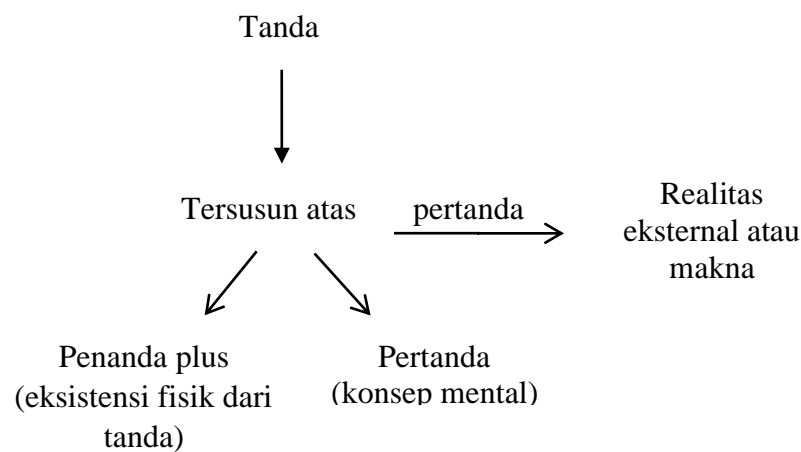 Tanda
Tersusun atas
pertanda
Realitas
eksternal atau
makna
Penanda plus
(eksistensi fisik dari
tanda)
Pertanda
(konsep mental)